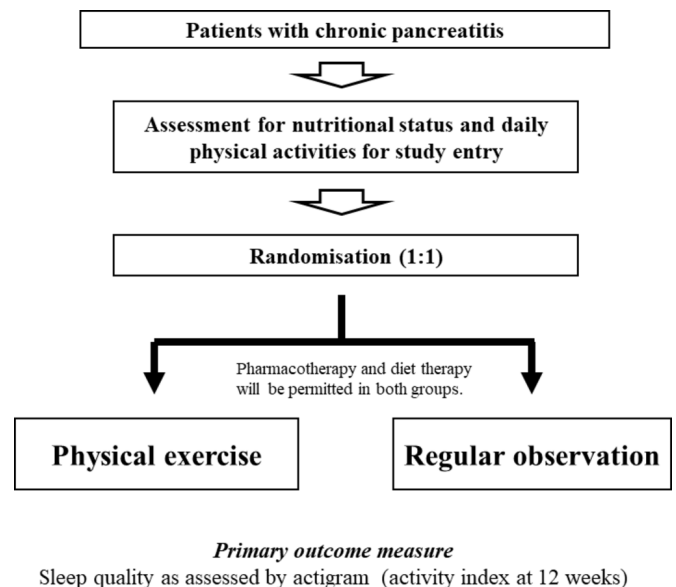 Patients with chronic pancreatitis
Assessment for nutritional status and daily
physical activities for study entry
Randomisation (1:1)
Pharmacotherapy and diet therapy
will be permitted in both groups.
Physical exercise
Regular observation
Primary outcome measure
Sleep quality as assessed by actigram (activity index at 12 weeks)